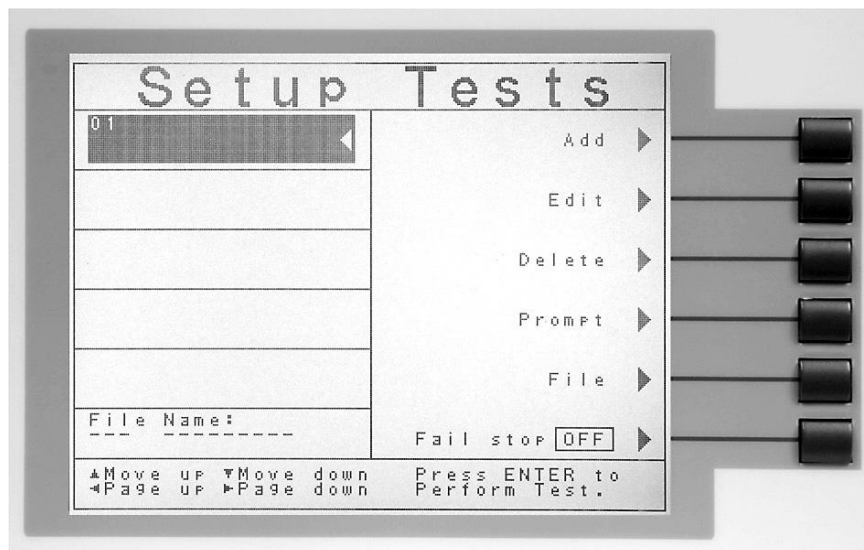 Setup Tests
01
Add
Edit
Delete
Prompt
File
File Name:
Fail stop OFF
▲Move up ▼Move down
◄Page up ►Page down
Press ENTER to
Perform Test.